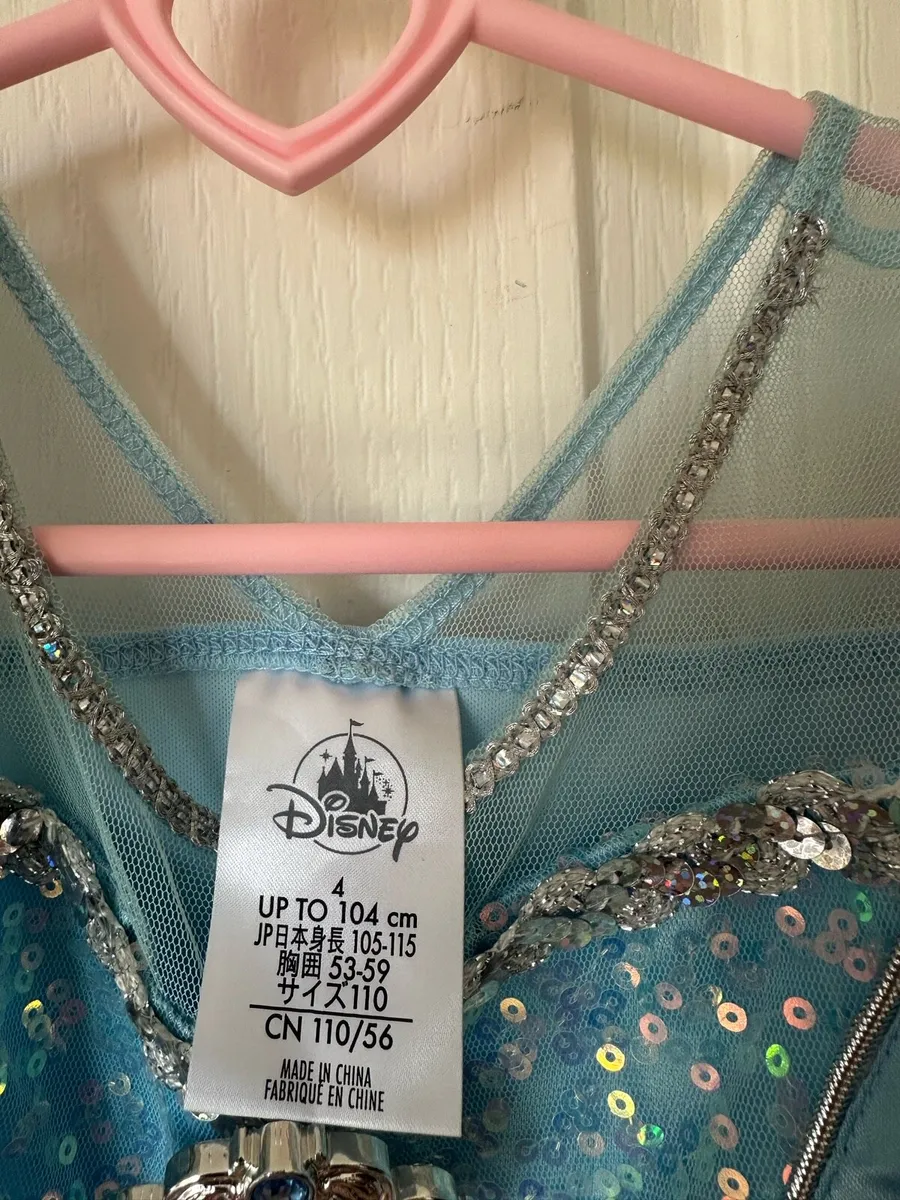 Disney
4
UP TO 104 cm
JP日本身長 105-115
胸囲 53-59
サイズ110
CN 110/56
MADE IN CHINA
FABRIQUÉ EN CHINE